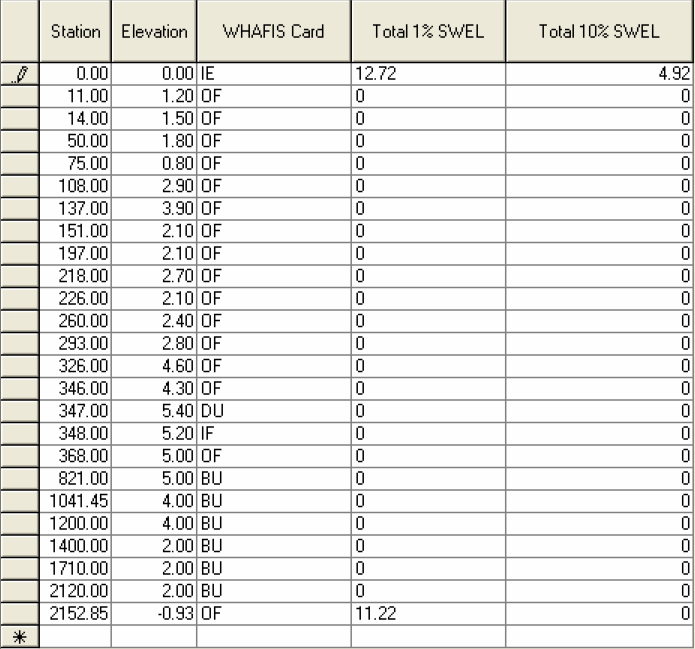 Station Elevation WHAFIS Card Total 1% SWEL Total 10% SWEL
0.00 0.00 IE 12.72 4.92
11.00 1.20 OF 0 0
14.00 1.50 OF 0 0
50.00 1.80 OF 0 0
75.00 0.80 OF 0 0
108.00 2.90 OF 0 0
137.00 3.90 OF 0 0
151.00 2.10 OF 0 0
197.00 2.10 OF 0 0
218.00 2.70 OF 0 0
226.00 2.10 OF 0 0
260.00 2.40 OF 0 0
293.00 2.80 OF 0 0
326.00 4.60 OF 0 0
346.00 4.30 OF 0 0
347.00 5.40 DU 0 0
348.00 5.20 IF 0 0
368.00 5.00 OF 0 0
821.00 5.00 BU 0 0
1041.45 4.00 BU 0 0
1200.00 4.00 BU 0 0
1400.00 2.00 BU 0 0
1710.00 2.00 BU 0 0
2120.00 2.00 BU 0 0
2152.85 -0.93 OF 11.22 0